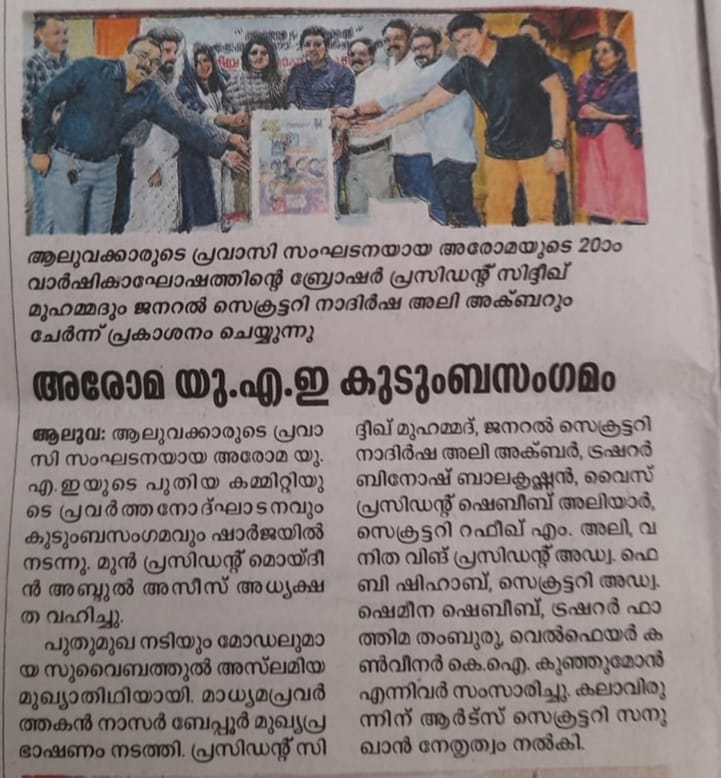 ആലുവക്കാരുടെ പ്രവാസി സംഘടനയായ അരോമയുടെ 20ാം
വാർഷികാഘോഷത്തിന്റെ ബ്രോഷർ പ്രസിഡന്റ് സിദ്ദീഖ്
മുഹമ്മദും ജനറൽ സെക്രട്ടറി നാദിർഷ അലി അക്ബറും
ചേർന്ന് പ്രകാശനം ചെയ്യുന്നു
അരോമ യു.എ.ഇ കുടുംബസംഗമം
ആലുവ: ആലുവക്കാരുടെ പ്രവാ
സി സംഘടനയായ അരോമ യു.
എ.ഇയുടെ പുതിയ കമ്മിറ്റിയു
ടെ പ്രവർത്തനോദ്ഘാടനവും
കുടുംബസംഗമവും ഷാർജയിൽ
നടന്നു. മുൻ പ്രസിഡന്റ് മൊയ്ദീ
ൻ അബ്ദുൽ അസീസ് അധ്യക്ഷ
ത വഹിച്ചു.
പുതുമുഖ നടിയും മോഡലുമാ
യ സുവൈബത്തുൽ അസ്‌ലമിയ
മുഖ്യാതിഥിയായി. മാധ്യമപ്രവർ
ത്തകൻ നാസർ ബേപ്പൂർ മുഖ്യപ്ര
ഭാഷണം നടത്തി. പ്രസിഡന്റ് സി
ദ്ദീഖ് മുഹമ്മദ്, ജനറൽ സെക്രട്ടറി
നാദിർഷ അലി അക്ബർ, ട്രഷറർ
ബിനോഷ് ബാലകൃഷ്ണൻ, വൈസ്
പ്രസിഡന്റ് ഷെബീബ് അലിയാർ,
സെക്രട്ടറി റഫീഖ് എം. അലി, വ
നിത വിങ് പ്രസിഡന്റ് അഡ്വ. ഫെ
ബി ഷിഹാബ്, സെക്രട്ടറി അഡ്വ.
ഷെമീന ഷെബീബ്, ട്രഷറർ ഫാ
ത്തിമ തംബുരു, വെൽഫെയർ ക
ൺവീനർ കെ.ഐ. കുഞ്ഞുമോൻ
എന്നിവർ സംസാരിച്ചു. കലാവിരു
ന്നിന് ആർട്സ് സെക്രട്ടറി സനു
ഖാൻ നേതൃത്വം നൽകി.